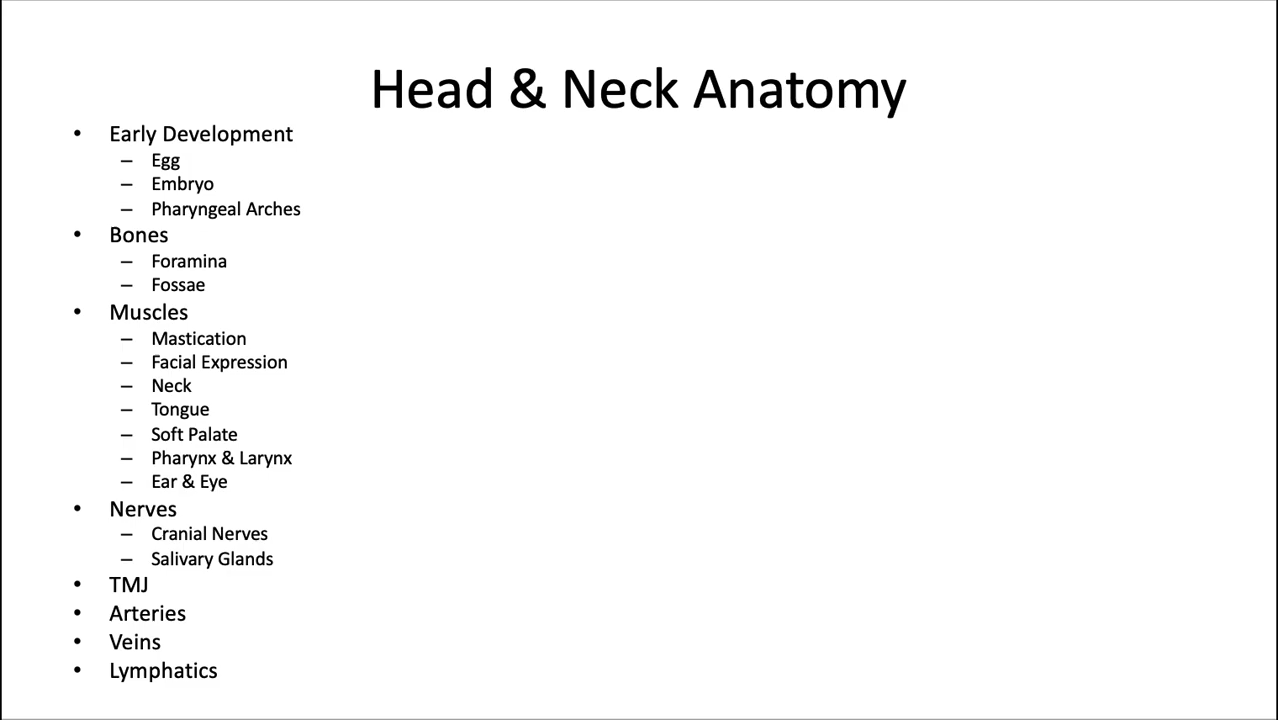 Head & Neck Anatomy
• Early Development
– Egg
– Embryo
– Pharyngeal Arches
• Bones
– Foramina
– Fossae
• Muscles
– Mastication
– Facial Expression
– Neck
– Tongue
– Soft Palate
– Pharynx & Larynx
– Ear & Eye
• Nerves
– Cranial Nerves
– Salivary Glands
• TMJ
• Arteries
• Veins
• Lymphatics